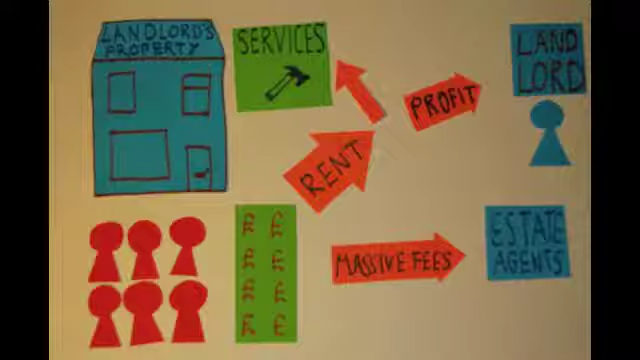 LANDLORD'S
PROPERTY
SERVICES
LAND
LORD
PROFIT
RENT
£ £
£ £
£ £
£ £
MASSIVE FEES
ESTATE
AGENTS